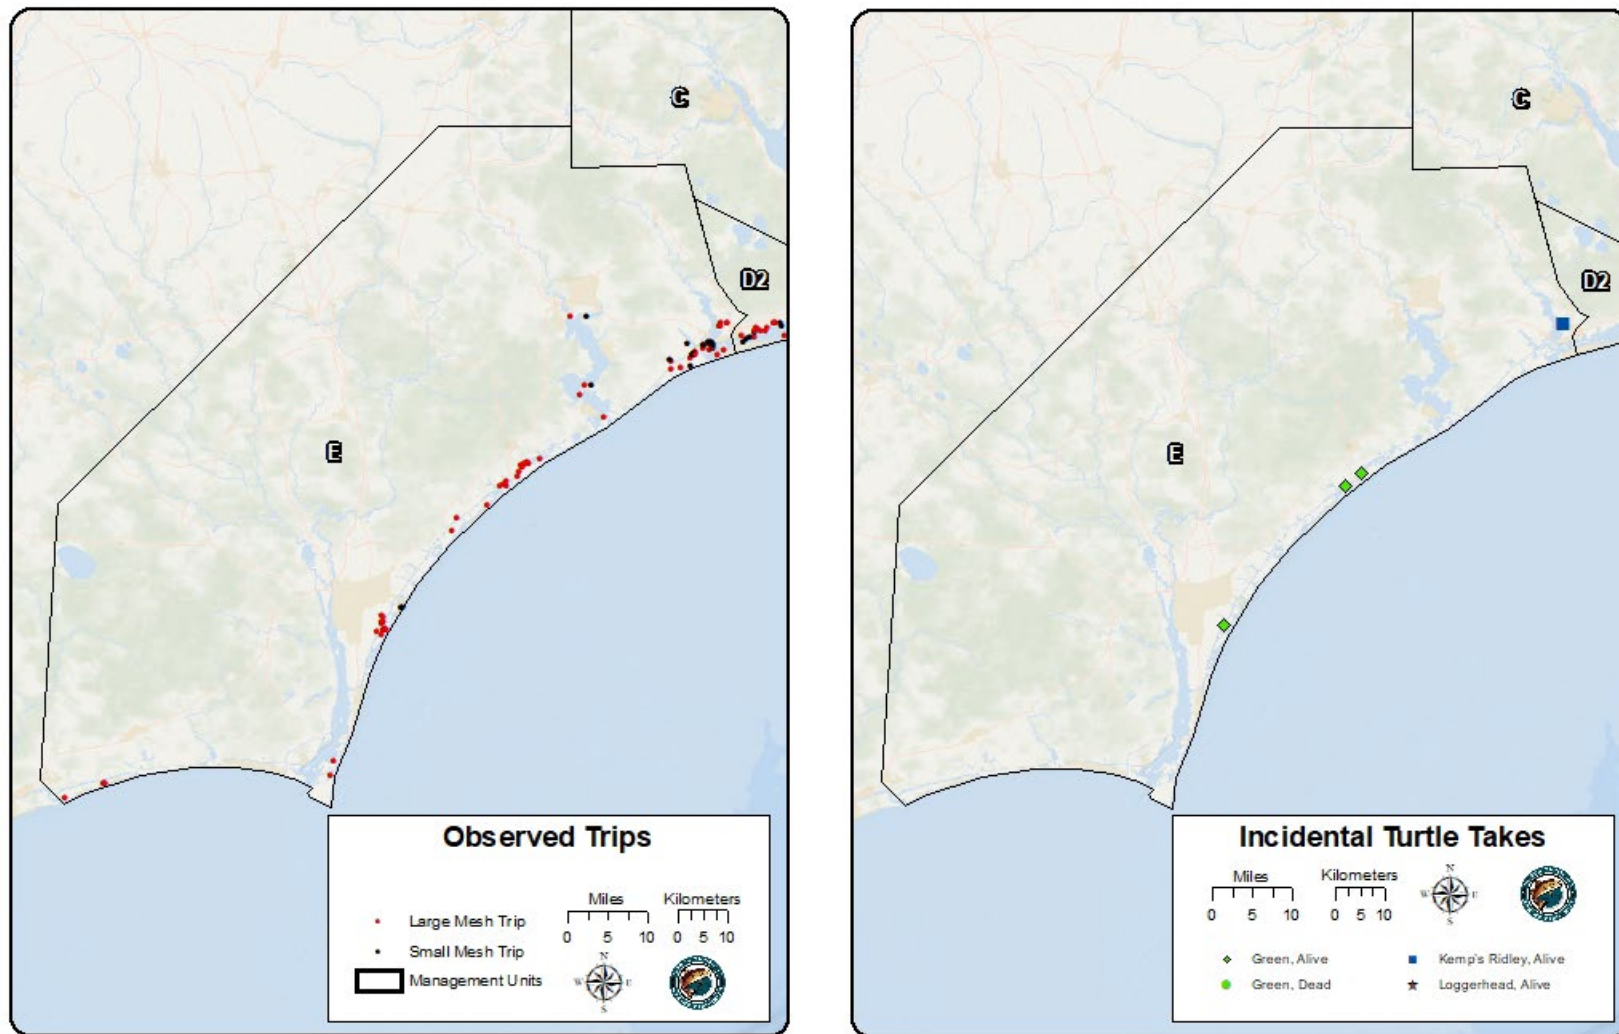 C
D2
E
Observed Trips
Miles
Kilometers
0 5 10
0 5 10
Large Mesh Trip
Small Mesh Trip
Management Units
N
W E
S
C
D2
E
Incidental Turtle Takes
Miles
Kilometers
0 5 10
0 5 10
N
W E
S
Green, Alive
Kemp's Ridley, Alive
Green, Dead
Loggerhead, Alive